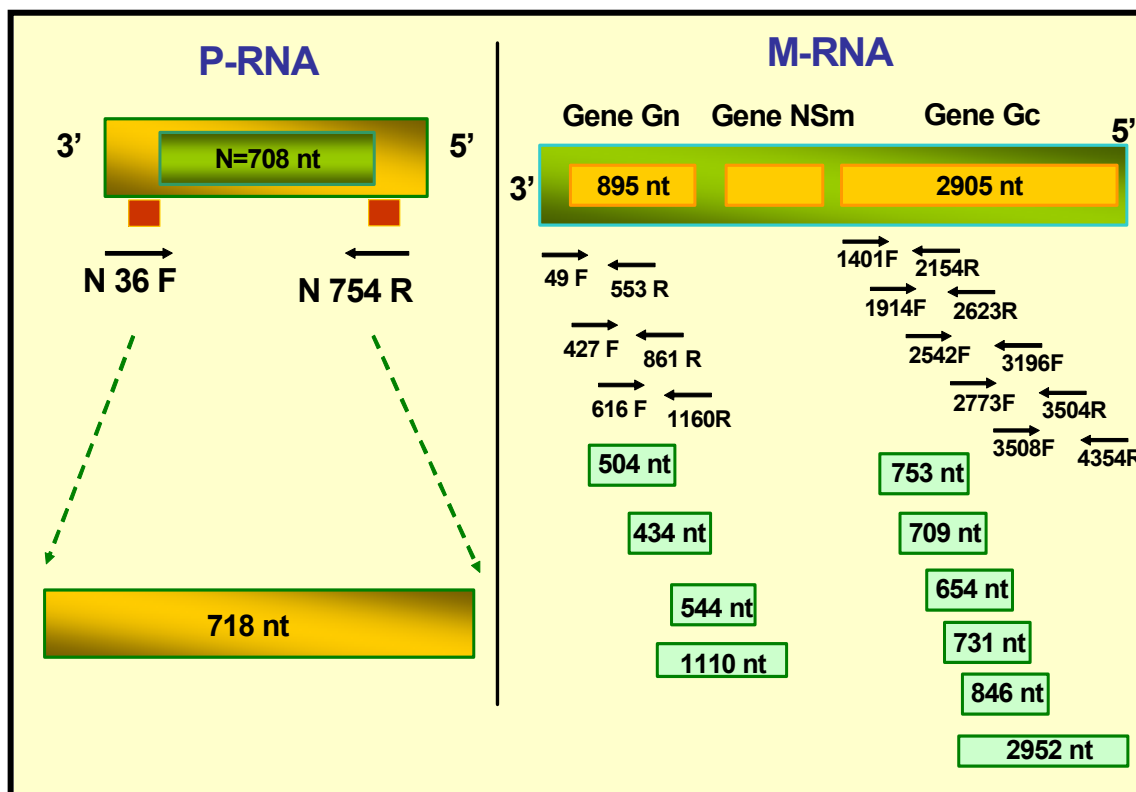 P-RNA
3’
5’
N=708 nt
N 36 F
N 754 R
718 nt
M-RNA
Gene Gn
Gene NSm
Gene Gc
5’
3’
895 nt
2905 nt
49 F
553 R
427 F
861 R
616 F
1160R
1401F
2154R
1914F
2623R
2542F
3196F
2773F
3504R
3508F
4354R
504 nt
434 nt
544 nt
1110 nt
753 nt
709 nt
654 nt
731 nt
846 nt
2952 nt